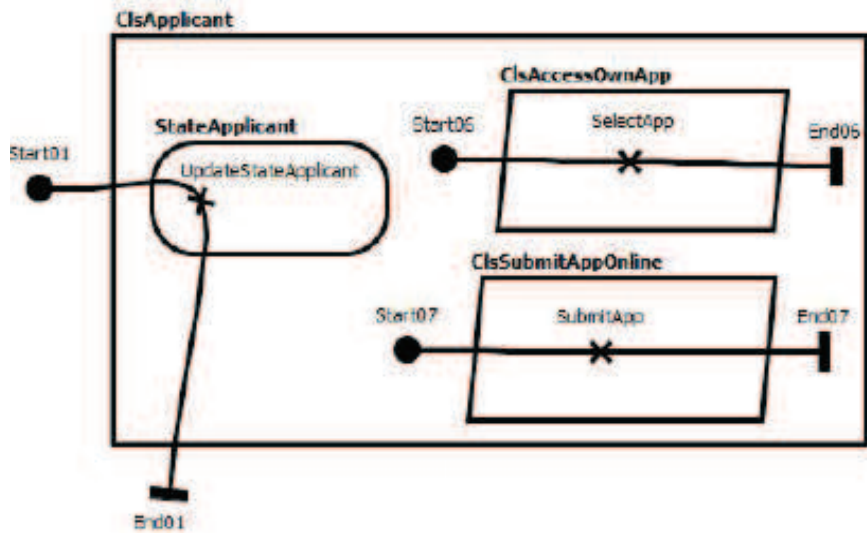 ClsApplicant
ClsAccessOwnApp
StateApplicant
Start06
SelectApp
End06
Start01
UpdateStateApplicant
ClsSubmitAppOnline
Start07
SubmitApp
End07
End01